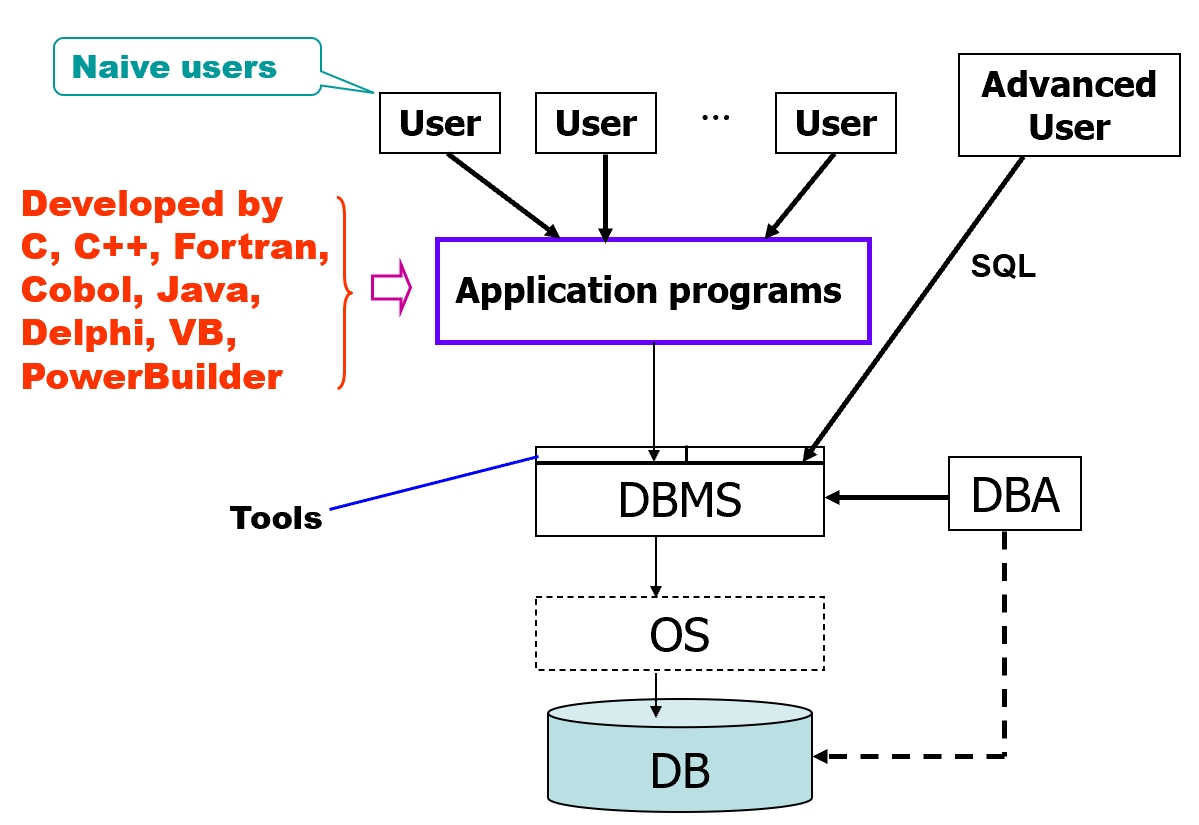 Naive users
User
User
...
User
Advanced
User
Developed by
C, C++, Fortran,
Cobol, Java,
Delphi, VB,
PowerBuilder
Application programs
SQL
Tools
DBMS
DBA
OS
DB